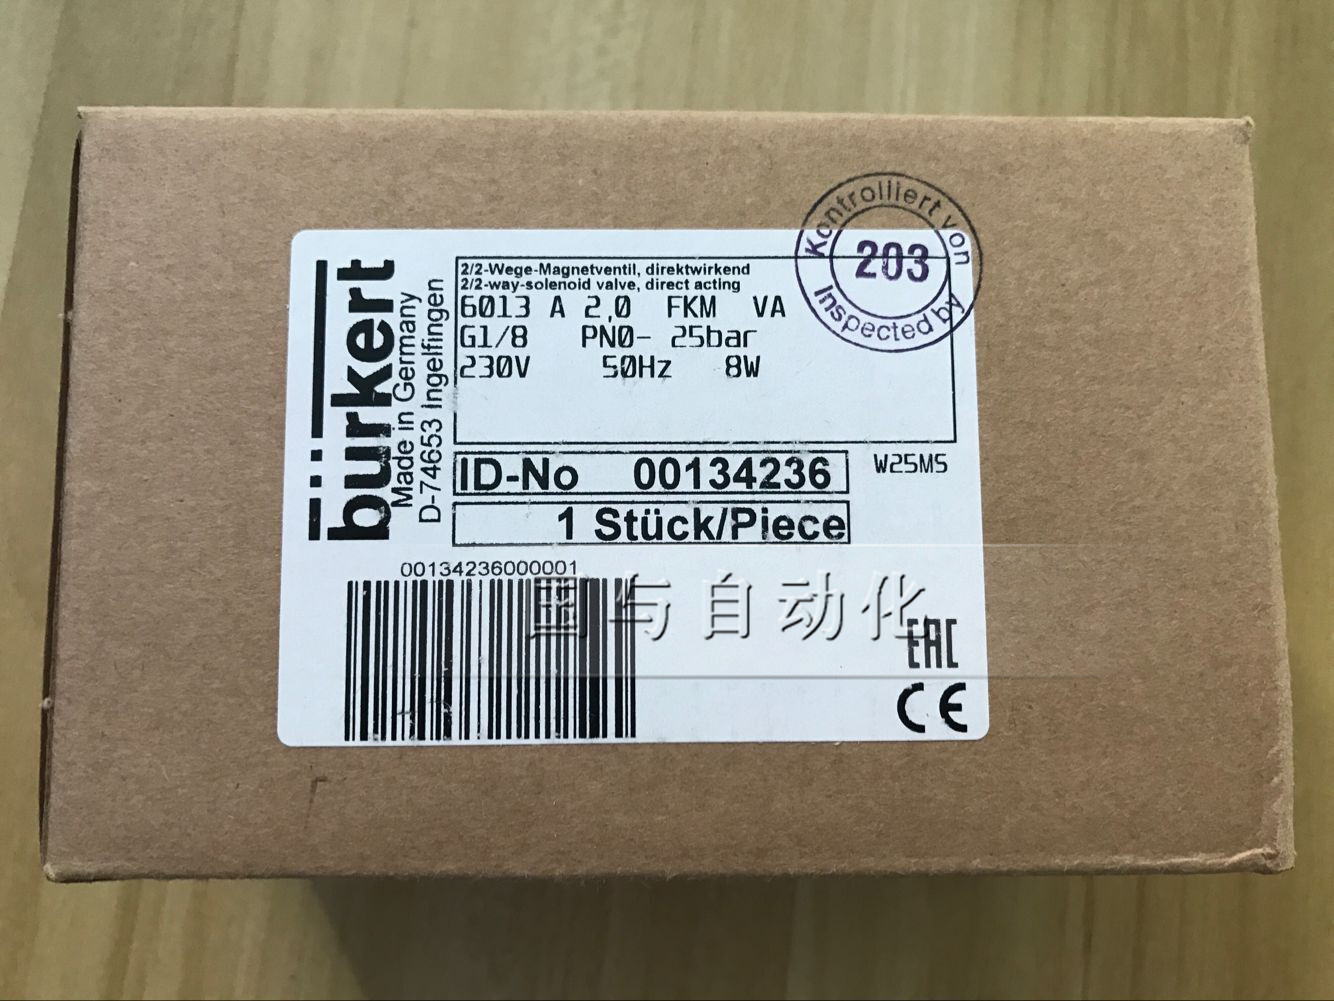 bürkert
Made in Germany
D-74653 Ingelfingen
2/2-Wege-Magnetventil, direktwirkend
2/2-way-solenoid valve, direct acting
6013 A 2,0 FKM VA
G1/8 PN0- 25bar
230V 50Hz 8W
Kontrolliert von
203
Inspected by
ID-No 00134236
W25MS
1 Stück/Piece
00134236000001
国与自动化
EAC
CE